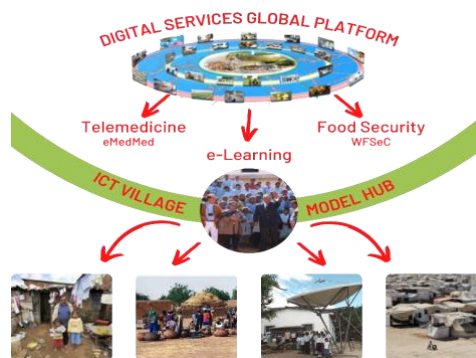 DIGITAL SERVICES GLOBAL PLATFORM
Telemedicine
eMedMed
Food Security
WFSeC
e-Learning
ICT VILLAGE
MODEL HUB